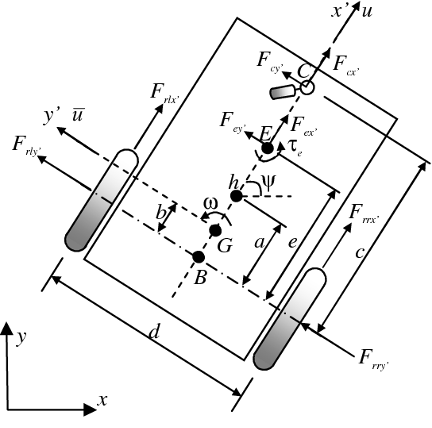 x' u
F_cy' C F_cx'
F_rlx'
y' u̅
F_ey' E F_ex'
τ_e
F_rly'
h ψ
ω
b
G a e c
F_rrx'
B
d
y
F_rry'
x